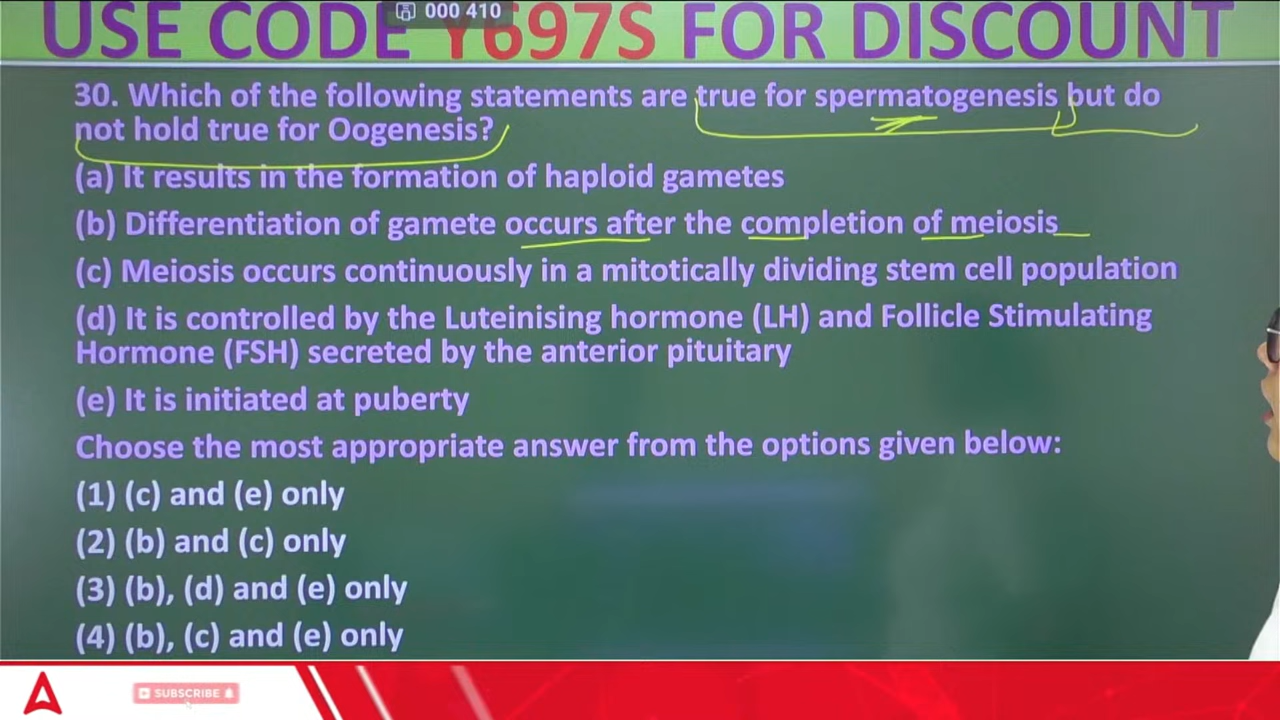 USE CODE Y697S FOR DISCOUNT
000 410
30. Which of the following statements are true for spermatogenesis but do
not hold true for Oogenesis?
(a) It results in the formation of haploid gametes
(b) Differentiation of gamete occurs after the completion of meiosis
(c) Meiosis occurs continuously in a mitotically dividing stem cell population
(d) It is controlled by the Luteinising hormone (LH) and Follicle Stimulating
Hormone (FSH) secreted by the anterior pituitary
(e) It is initiated at puberty
Choose the most appropriate answer from the options given below:
(1) (c) and (e) only
(2) (b) and (c) only
(3) (b), (d) and (e) only
(4) (b), (c) and (e) only
SUBSCRIBE